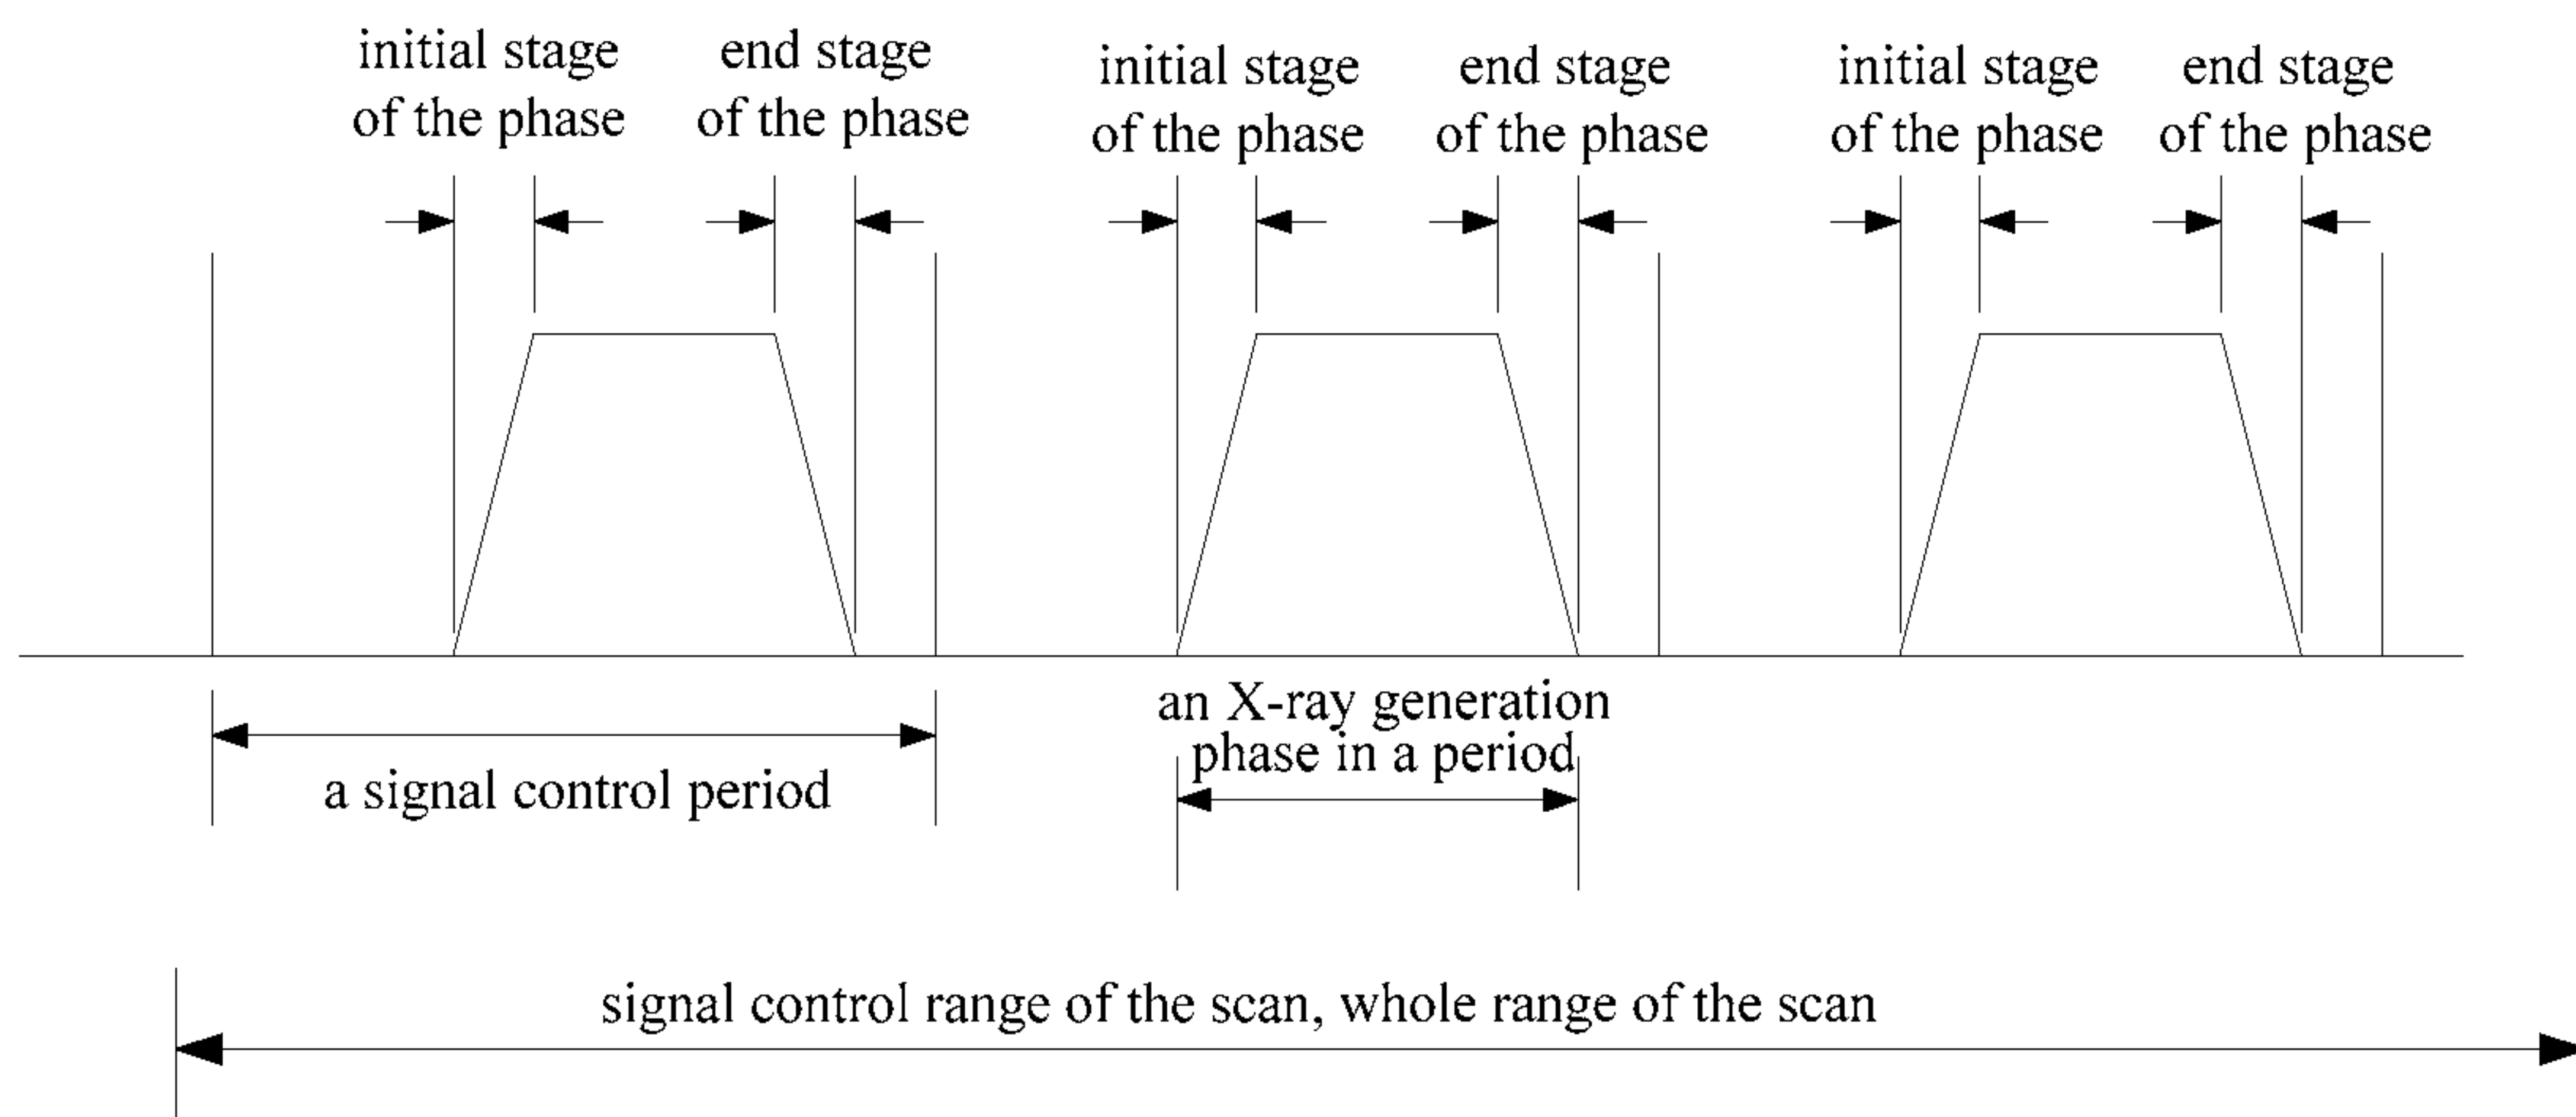 initial stage
of the phase
end stage
of the phase
initial stage
of the phase
end stage
of the phase
initial stage
of the phase
end stage
of the phase
a signal control period
an X-ray generation
phase in a period
signal control range of the scan, whole range of the scan